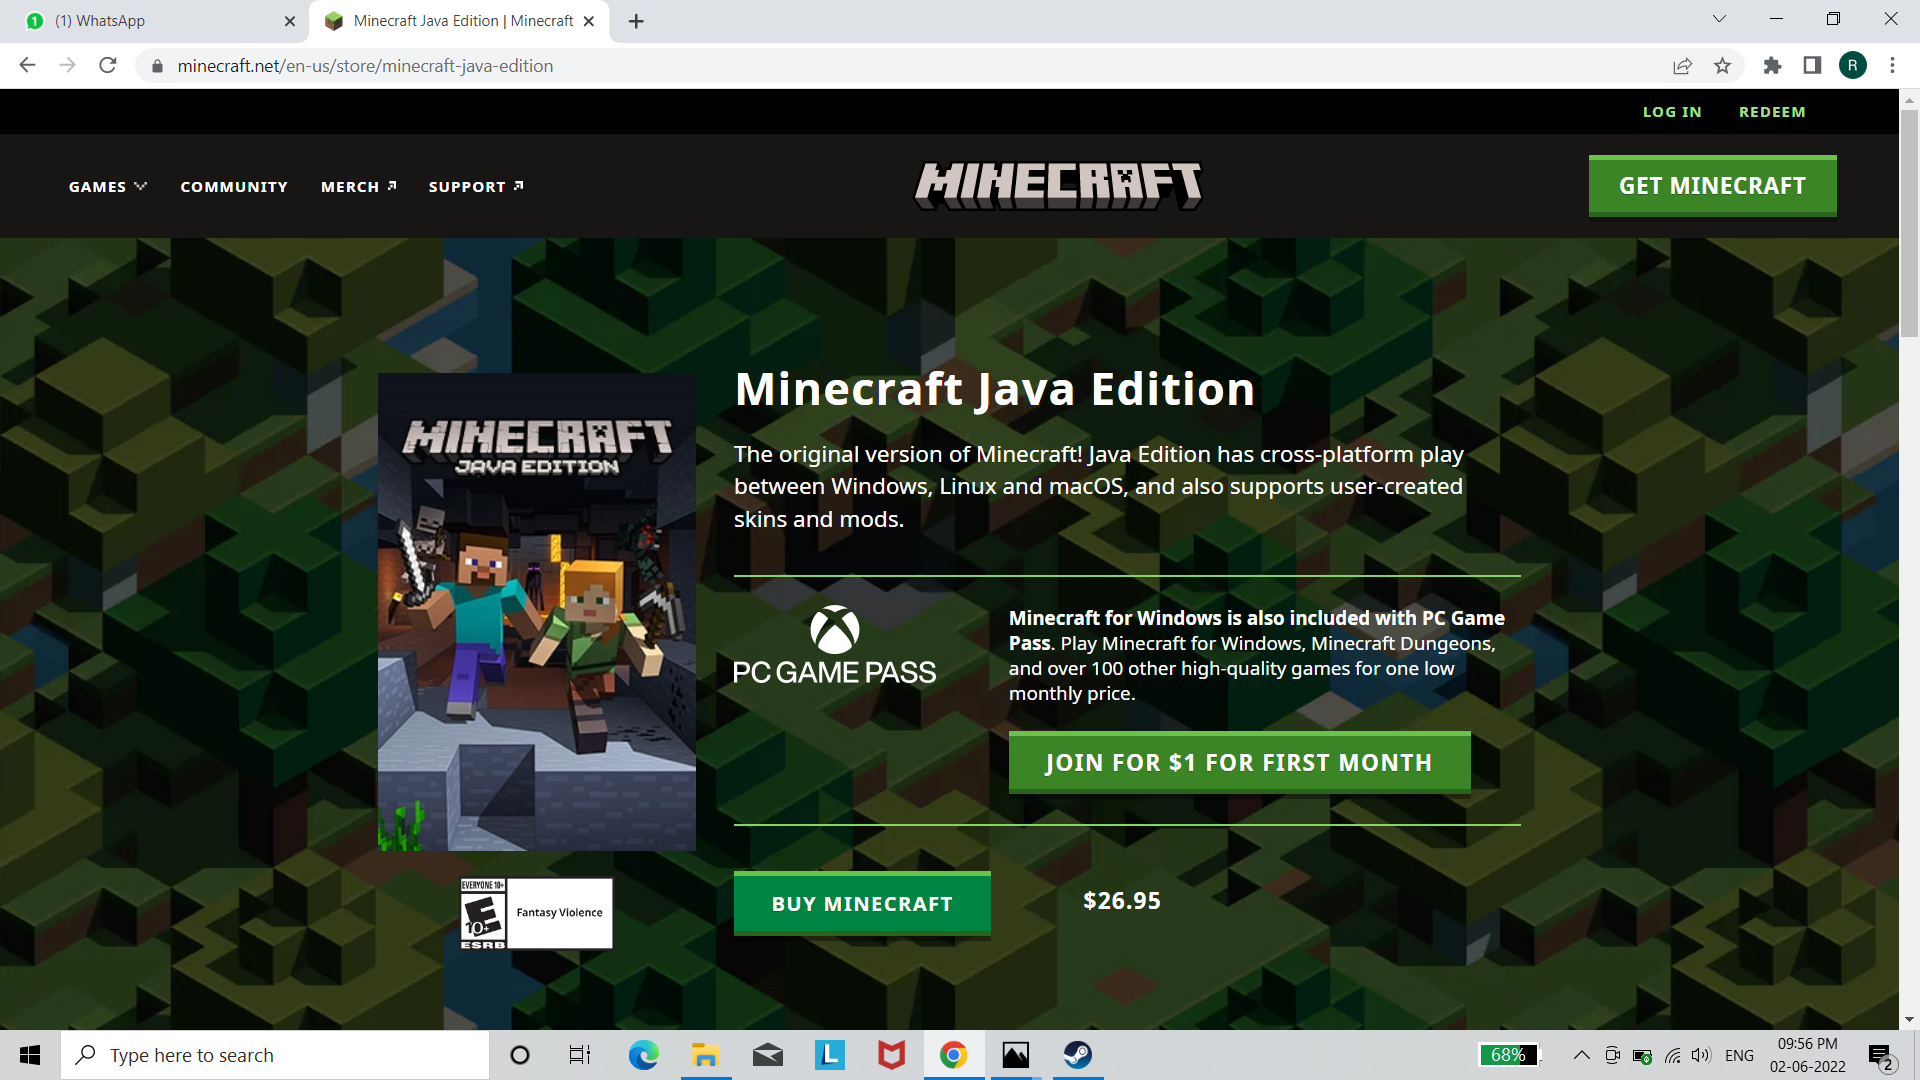 (1) WhatsApp
Minecraft Java Edition | Minecraft
minecraft.net/en-us/store/minecraft-java-edition
R
LOG IN
REDEEM
GAMES
COMMUNITY
MERCH
SUPPORT
MINECRAFT
GET MINECRAFT
MINECRAFT
JAVA EDITION
Minecraft Java Edition
The original version of Minecraft! Java Edition has cross-platform play
between Windows, Linux and macOS, and also supports user-created
skins and mods.
PC GAME PASS
Minecraft for Windows is also included with PC Game
Pass. Play Minecraft for Windows, Minecraft Dungeons,
and over 100 other high-quality games for one low
monthly price.
JOIN FOR $1 FOR FIRST MONTH
EVERYONE 10+
E
10+
ESRB
Fantasy Violence
BUY MINECRAFT
$26.95
Type here to search
L
68%
ENG
09:56 PM
02-06-2022
2